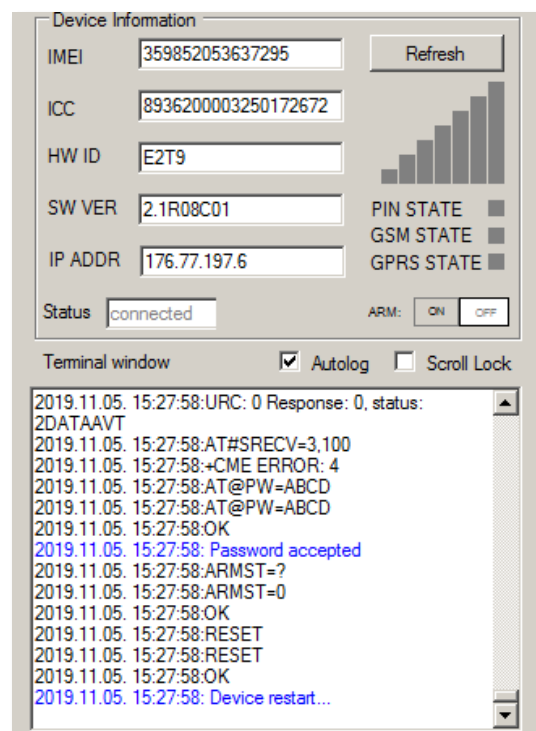 Device Information
IMEI 359852053637295 Refresh
ICC 8936200003250172672
HW ID E2T9
SW VER 2.1R08C01 PIN STATE
GSM STATE
IP ADDR 176.77.197.6 GPRS STATE
Status connected ARM: ON OFF
Terminal window Autolog Scroll Lock
2019.11.05. 15:27:58:URC: 0 Response: 0, status:
2DATAAVT
2019.11.05. 15:27:58:AT#SRECV=3,100
2019.11.05. 15:27:58:+CME ERROR: 4
2019.11.05. 15:27:58:AT@PW=ABCD
2019.11.05. 15:27:58:AT@PW=ABCD
2019.11.05. 15:27:58:OK
2019.11.05. 15:27:58: Password accepted
2019.11.05. 15:27:58:ARMST=?
2019.11.05. 15:27:58:ARMST=0
2019.11.05. 15:27:58:OK
2019.11.05. 15:27:58:RESET
2019.11.05. 15:27:58:RESET
2019.11.05. 15:27:58:OK
2019.11.05. 15:27:58: Device restart...